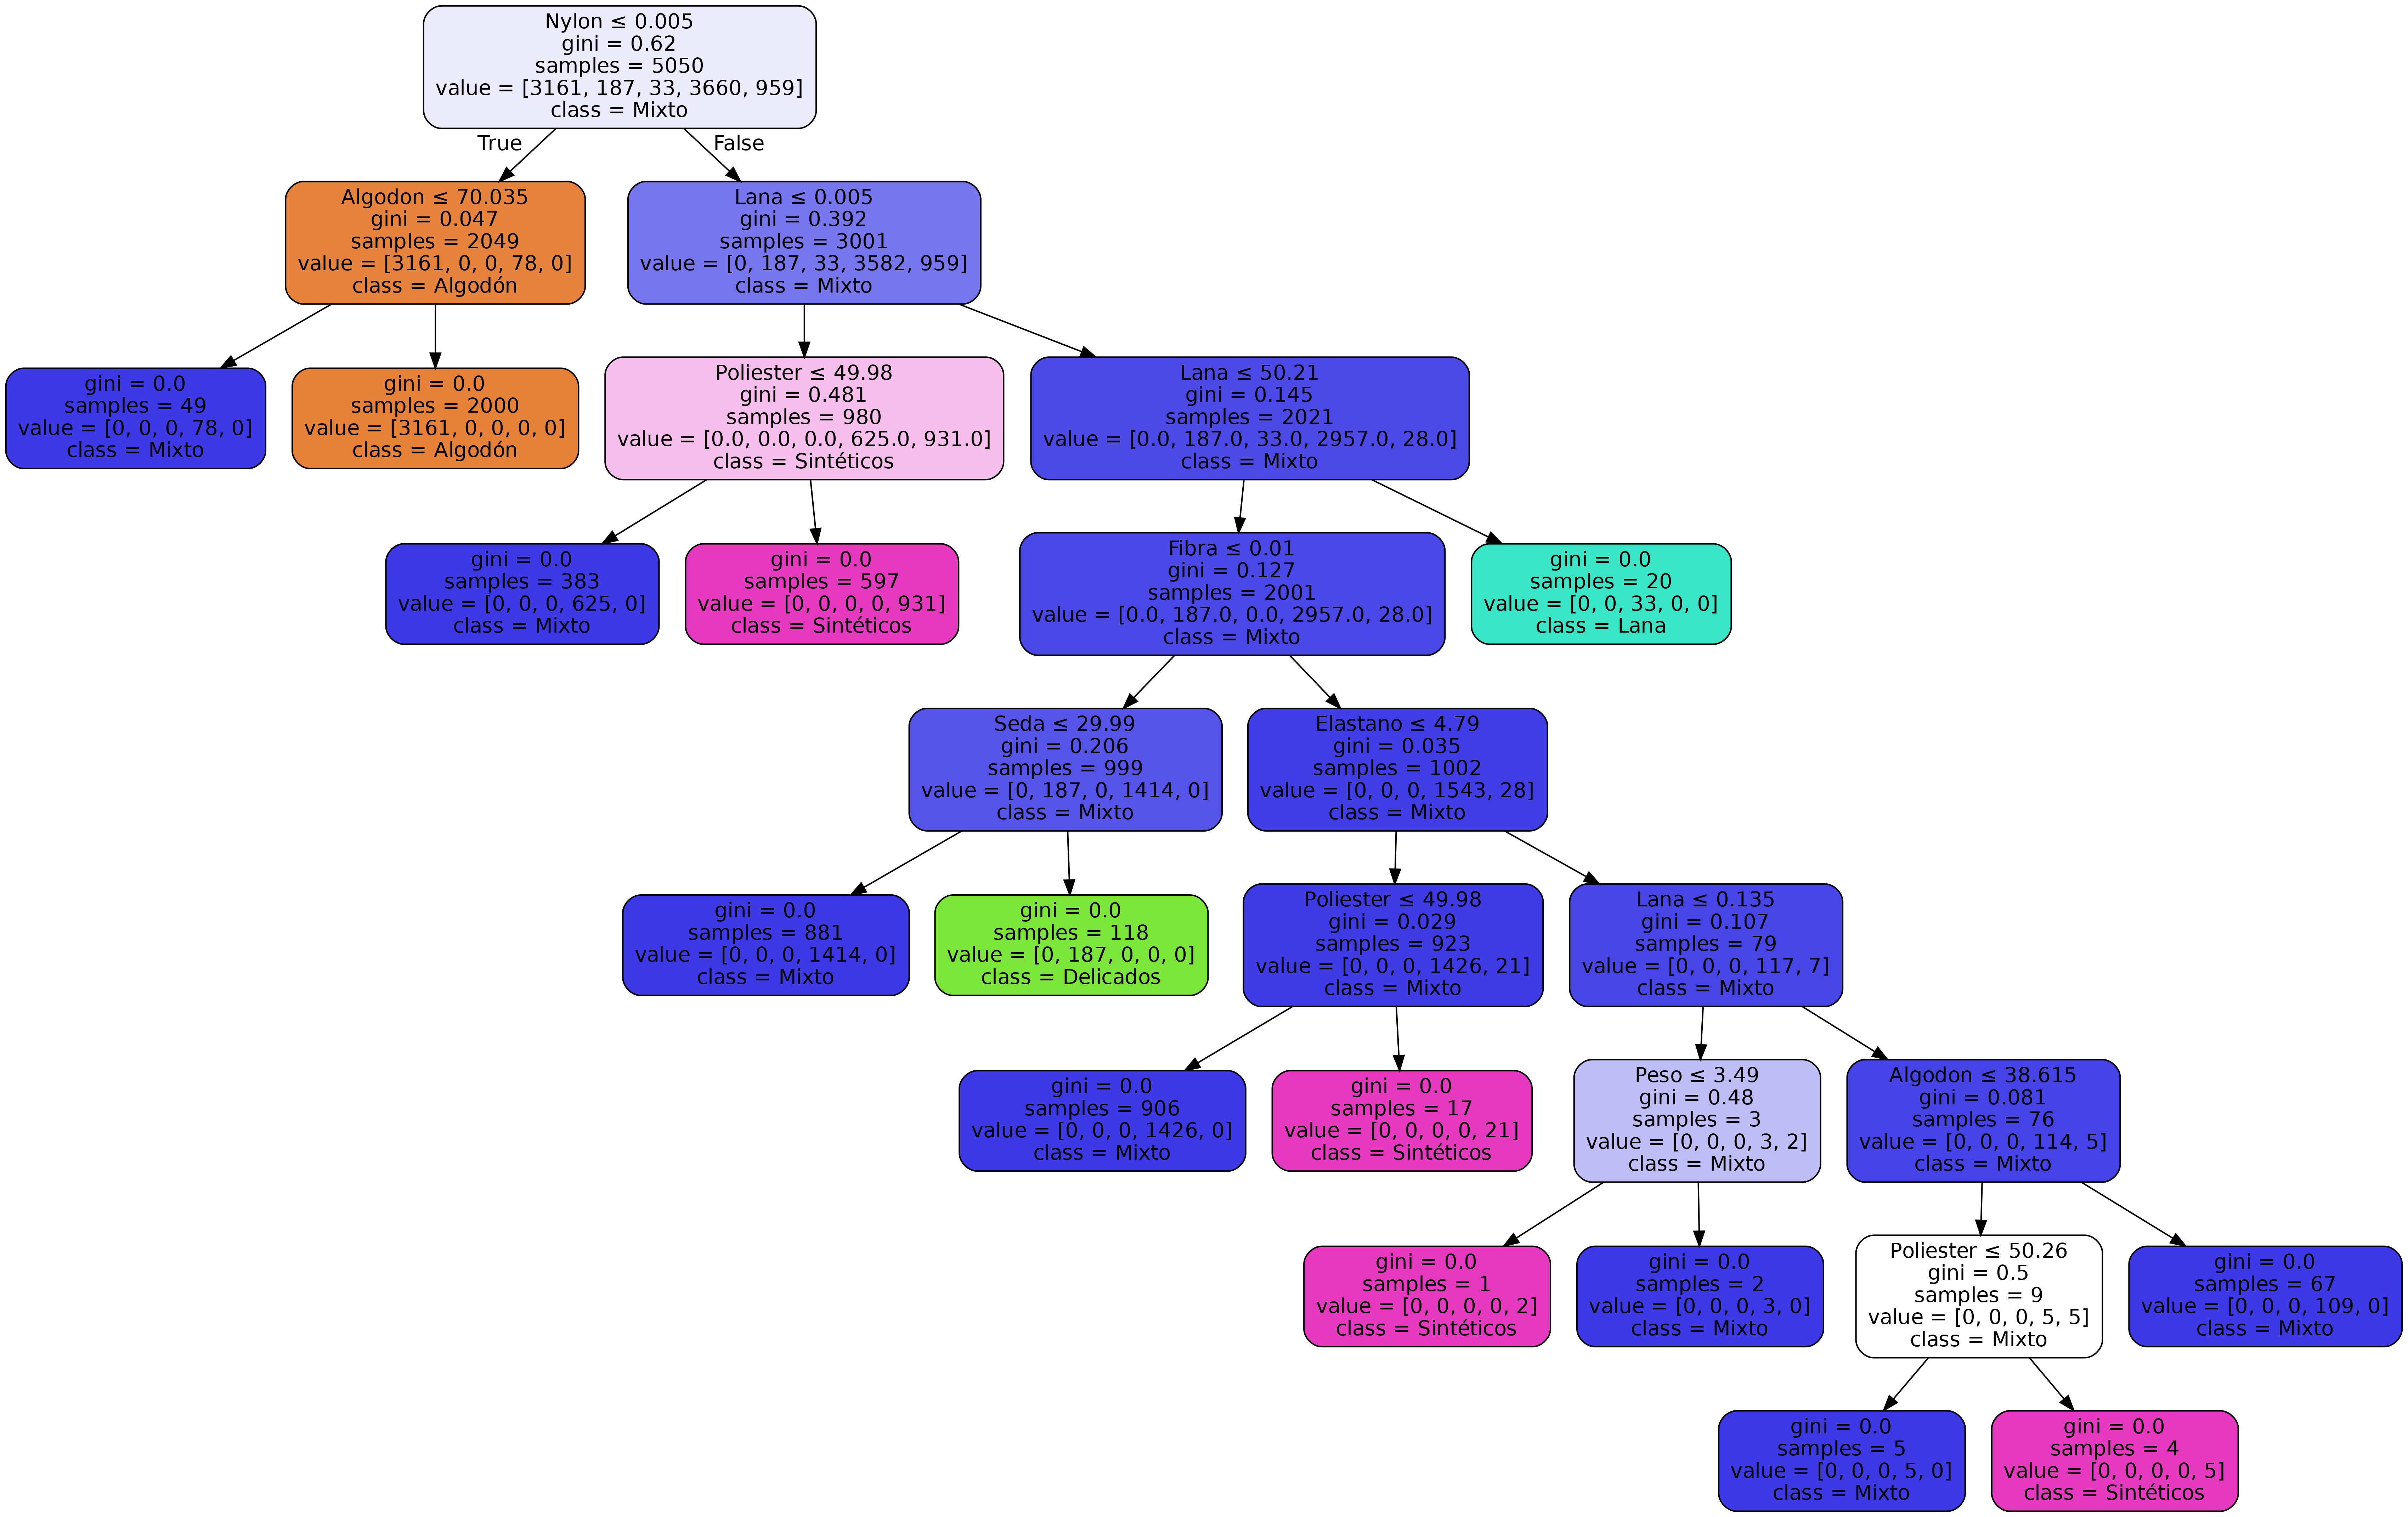 Nylon ≤ 0.005
gini = 0.62
samples = 5050
value = [3161, 187, 33, 3660, 959]
class = Mixto
True
False
Algodon ≤ 70.035
gini = 0.047
samples = 2049
value = [3161, 0, 0, 78, 0]
class = Algodón
Lana ≤ 0.005
gini = 0.392
samples = 3001
value = [0, 187, 33, 3582, 959]
class = Mixto
gini = 0.0
samples = 49
value = [0, 0, 0, 78, 0]
class = Mixto
gini = 0.0
samples = 2000
value = [3161, 0, 0, 0, 0]
class = Algodón
Poliester ≤ 49.98
gini = 0.481
samples = 980
value = [0.0, 0.0, 0.0, 625.0, 931.0]
class = Sintéticos
Lana ≤ 50.21
gini = 0.145
samples = 2021
value = [0.0, 187.0, 33.0, 2957.0, 28.0]
class = Mixto
gini = 0.0
samples = 383
value = [0, 0, 0, 625, 0]
class = Mixto
gini = 0.0
samples = 597
value = [0, 0, 0, 0, 931]
class = Sintéticos
Fibra ≤ 0.01
gini = 0.127
samples = 2001
value = [0.0, 187.0, 0.0, 2957.0, 28.0]
class = Mixto
gini = 0.0
samples = 20
value = [0, 0, 33, 0, 0]
class = Lana
Seda ≤ 29.99
gini = 0.206
samples = 999
value = [0, 187, 0, 1414, 0]
class = Mixto
Elastano ≤ 4.79
gini = 0.035
samples = 1002
value = [0, 0, 0, 1543, 28]
class = Mixto
gini = 0.0
samples = 881
value = [0, 0, 0, 1414, 0]
class = Mixto
gini = 0.0
samples = 118
value = [0, 187, 0, 0, 0]
class = Delicados
Poliester ≤ 49.98
gini = 0.029
samples = 923
value = [0, 0, 0, 1426, 21]
class = Mixto
Lana ≤ 0.135
gini = 0.107
samples = 79
value = [0, 0, 0, 117, 7]
class = Mixto
gini = 0.0
samples = 906
value = [0, 0, 0, 1426, 0]
class = Mixto
gini = 0.0
samples = 17
value = [0, 0, 0, 0, 21]
class = Sintéticos
Peso ≤ 3.49
gini = 0.48
samples = 3
value = [0, 0, 0, 3, 2]
class = Mixto
Algodon ≤ 38.615
gini = 0.081
samples = 76
value = [0, 0, 0, 114, 5]
class = Mixto
gini = 0.0
samples = 1
value = [0, 0, 0, 0, 2]
class = Sintéticos
gini = 0.0
samples = 2
value = [0, 0, 0, 3, 0]
class = Mixto
Poliester ≤ 50.26
gini = 0.5
samples = 9
value = [0, 0, 0, 5, 5]
class = Mixto
gini = 0.0
samples = 67
value = [0, 0, 0, 109, 0]
class = Mixto
gini = 0.0
samples = 5
value = [0, 0, 0, 5, 0]
class = Mixto
gini = 0.0
samples = 4
value = [0, 0, 0, 0, 5]
class = Sintéticos